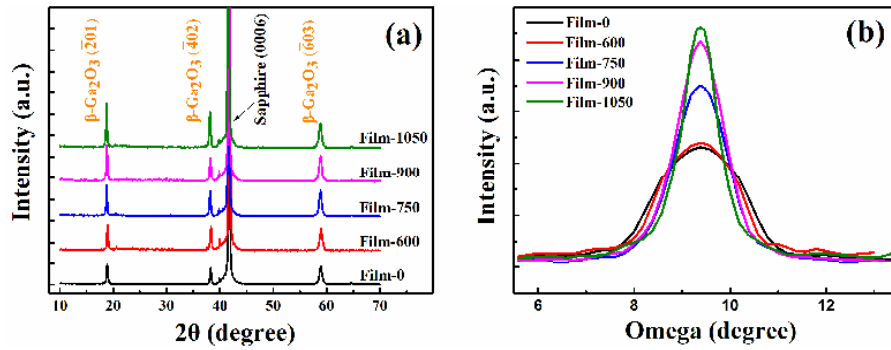 (a)
β-Ga₂O₃ (2̅01)
β-Ga₂O₃ (4̅02)
Sapphire (0006)
β-Ga₂O₃ (6̅03)
Film-1050
Film-900
Film-750
Film-600
Film-0
Intensity (a.u.)
10 20 30 40 50 60 70
2θ (degree)
(b)
Film-0
Film-600
Film-750
Film-900
Film-1050
Intensity (a.u.)
6 8 10 12
Omega (degree)